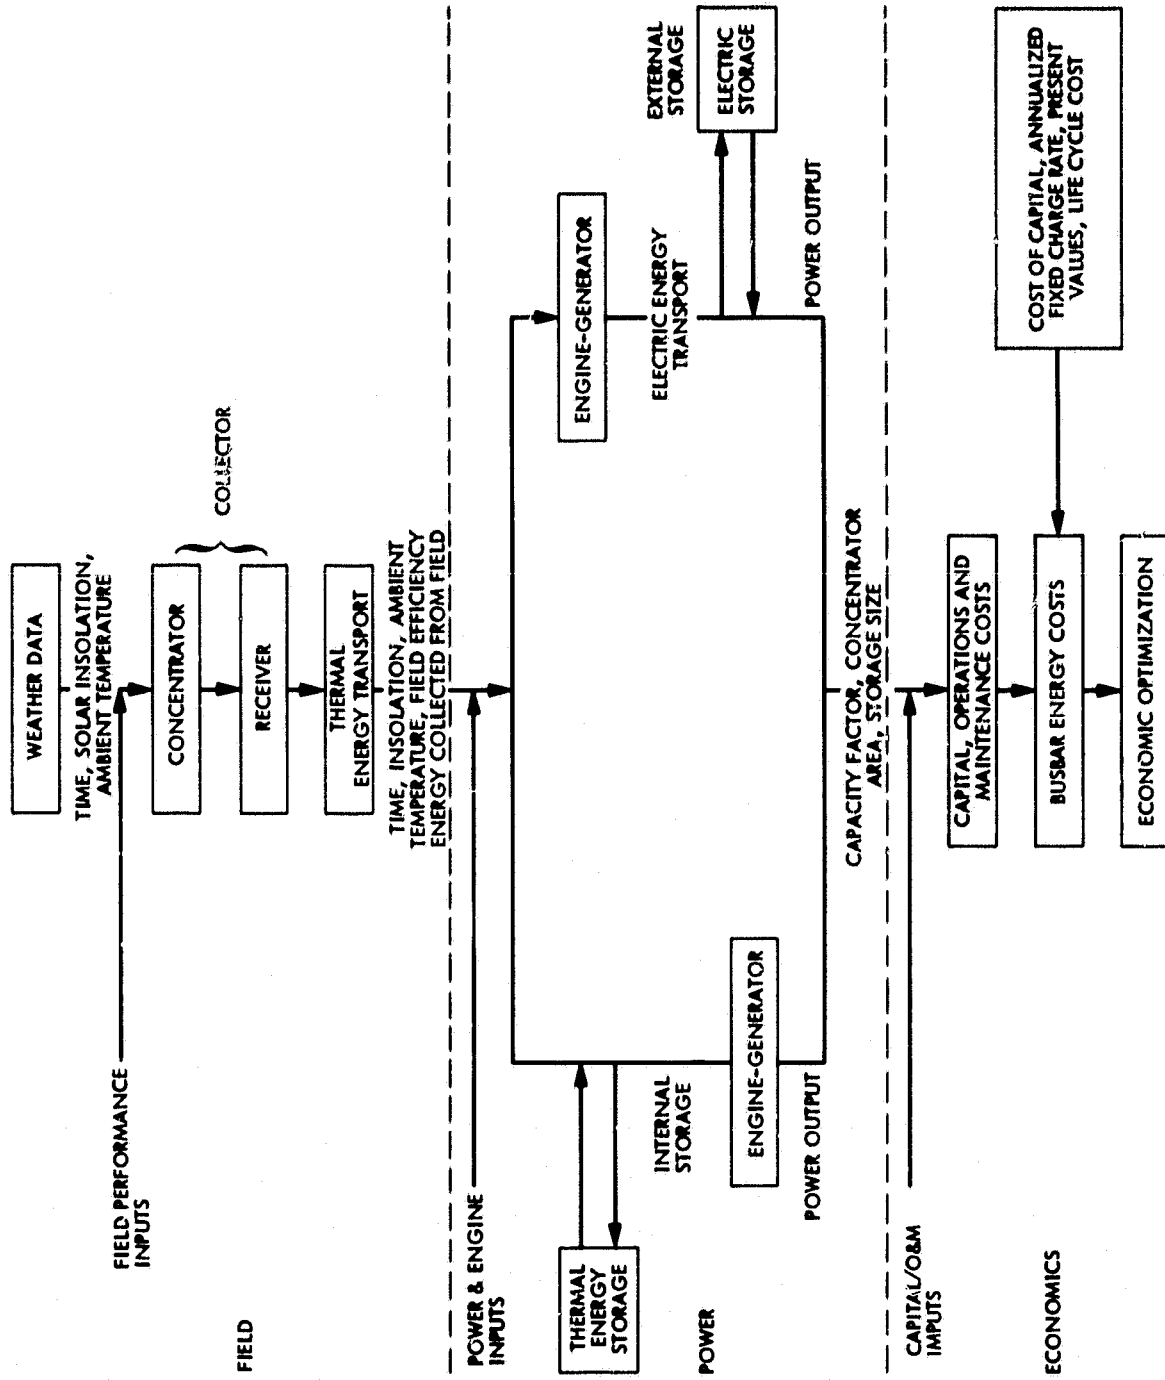 WEATHER DATA
TIME, SOLAR INSOLATION,
AMBIENT TEMPERATURE
FIELD PERFORMANCE
INPUTS
CONCENTRATOR
COLLECTOR
RECEIVER
THERMAL
ENERGY TRANSPORT
FIELD
TIME, INSOLATION, AMBIENT
TEMPERATURE, FIELD EFFICIENCY
ENERGY COLLECTED FROM FIELD
POWER & ENGINE
INPUTS
THERMAL
ENERGY
STORAGE
INTERNAL
STORAGE
ENGINE-GENERATOR
POWER OUTPUT
ENGINE-GENERATOR
ELECTRIC ENERGY
TRANSPORT
EXTERNAL
STORAGE
ELECTRIC
STORAGE
POWER OUTPUT
POWER
CAPACITY FACTOR, CONCENTRATOR
AREA, STORAGE SIZE
CAPITAL/O&M
IMPUTS
CAPITAL, OPERATIONS AND
MAINTENANCE COSTS
BUSBAR ENERGY COSTS
COST OF CAPITAL, ANNUALIZED
FIXED CHARGE RATE, PRESENT
VALUES, LIFE CYCLE COST
ECONOMICS
ECONOMIC OPTIMIZATION